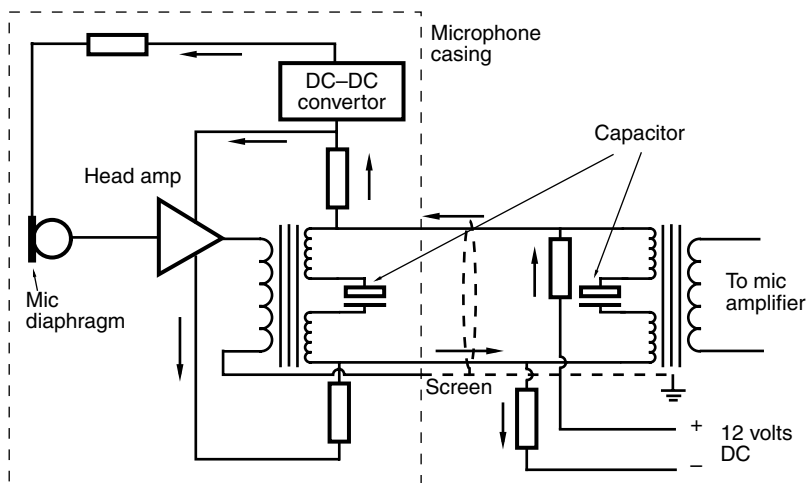 Microphone
casing
DC–DC
convertor
Capacitor
Head amp
Mic
diaphragm
To mic
amplifier
Screen
+
12 volts
DC
–